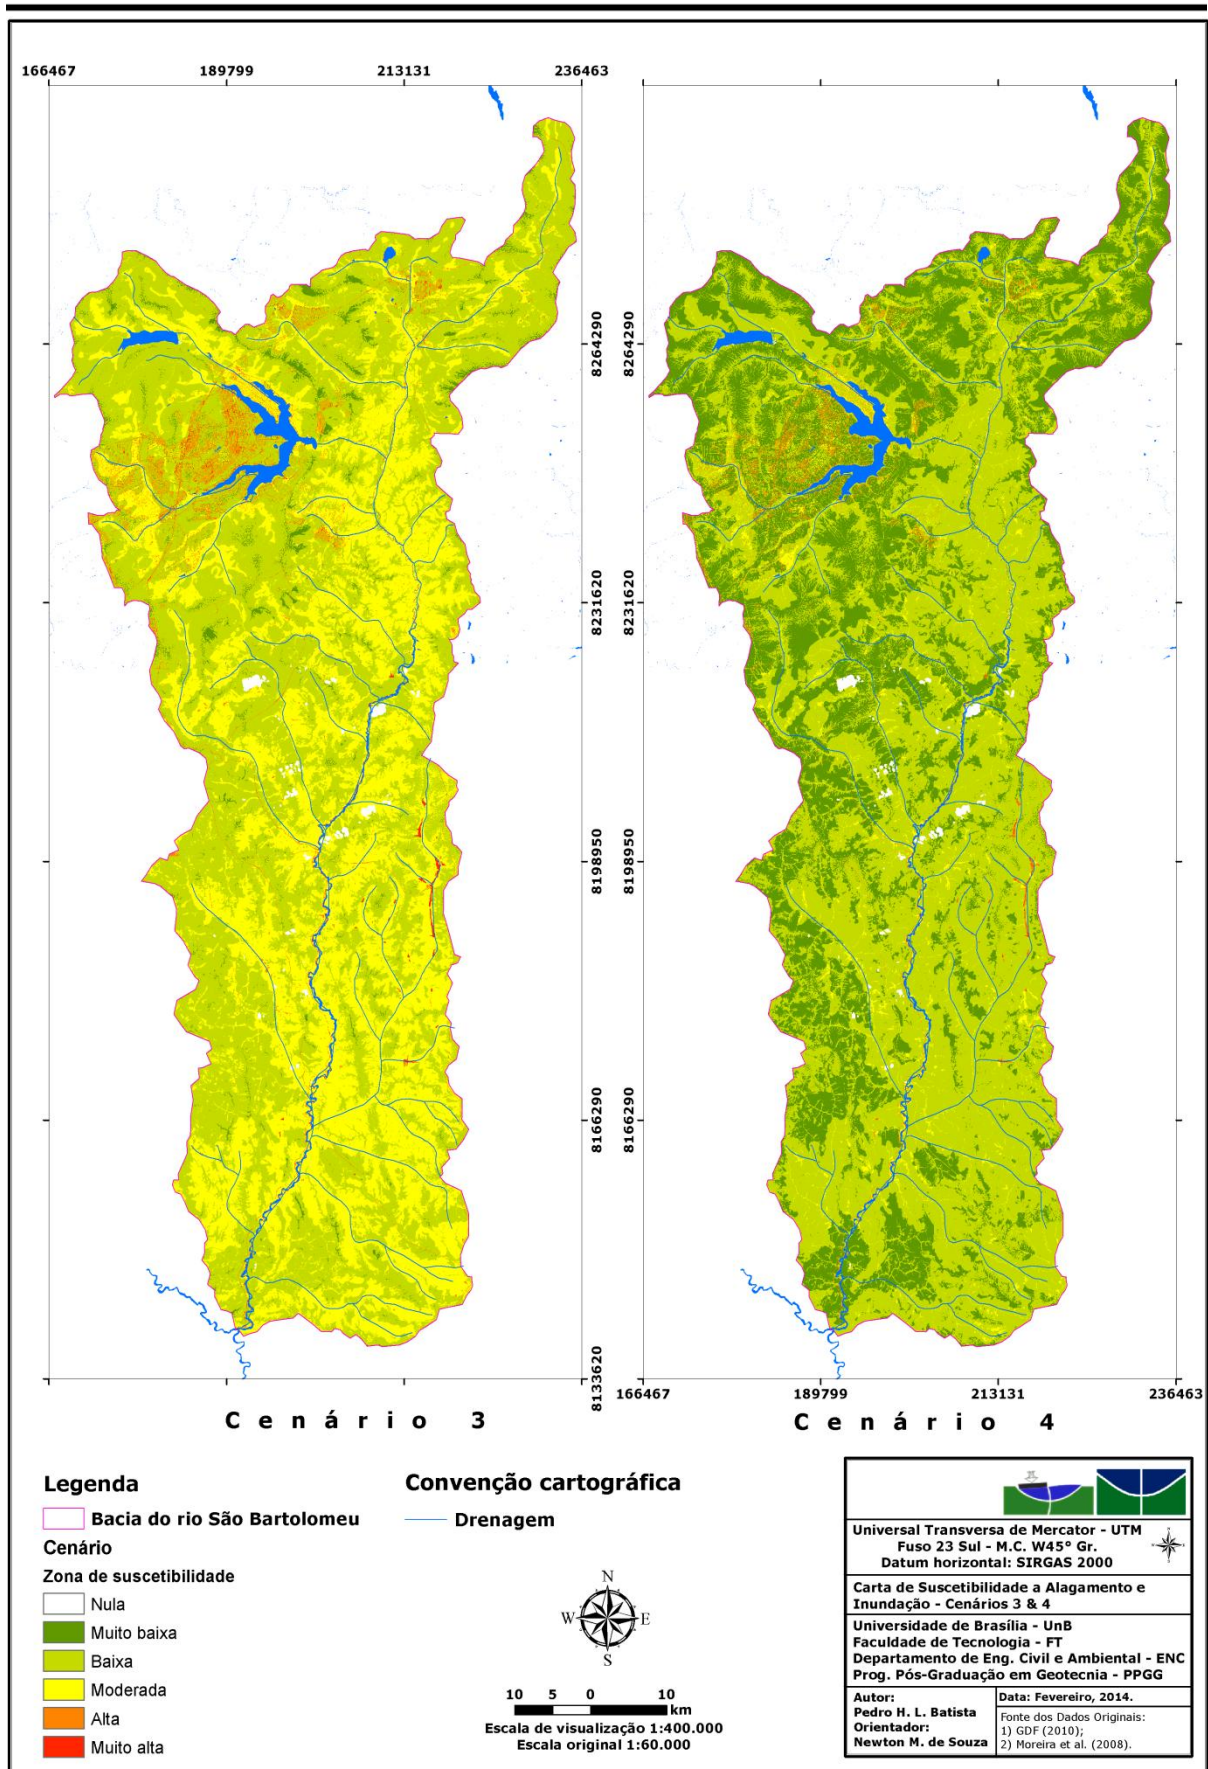 166467 189799 213131 236463
8264290 8264290
8231620 8231620
8198950 8198950
8166290 8166290
8133620
166467 189799 213131 236463
Cenário 3
Cenário 4
Legenda
Bacia do rio São Bartolomeu
Cenário
Zona de suscetibilidade
Nula
Muito baixa
Baixa
Moderada
Alta
Muito alta
Convenção cartográfica
Drenagem
N
W E
S
10 5 0 10
km
Escala de visualização 1:400.000
Escala original 1:60.000
Universal Transversa de Mercator - UTM
Fuso 23 Sul - M.C. W45° Gr.
Datum horizontal: SIRGAS 2000
Carta de Suscetibilidade a Alagamento e
Inundação - Cenários 3 & 4
Universidade de Brasília - UnB
Faculdade de Tecnologia - FT
Departamento de Eng. Civil e Ambiental - ENC
Prog. Pós-Graduação em Geotecnia - PPGG
Autor:
Pedro H. L. Batista
Orientador:
Newton M. de Souza
Data: Fevereiro, 2014.
Fonte dos Dados Originais:
1) GDF (2010);
2) Moreira et al. (2008).